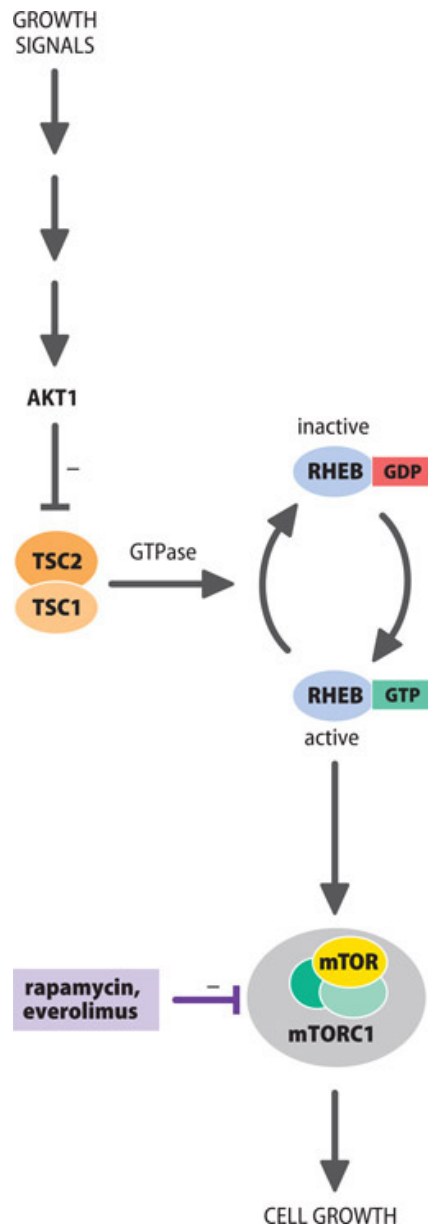 GROWTH
SIGNALS
AKT1
–
inactive
RHEB GDP
TSC2
TSC1
GTPase
RHEB GTP
active
mTOR
mTORC1
rapamycin,
everolimus
–
CELL GROWTH